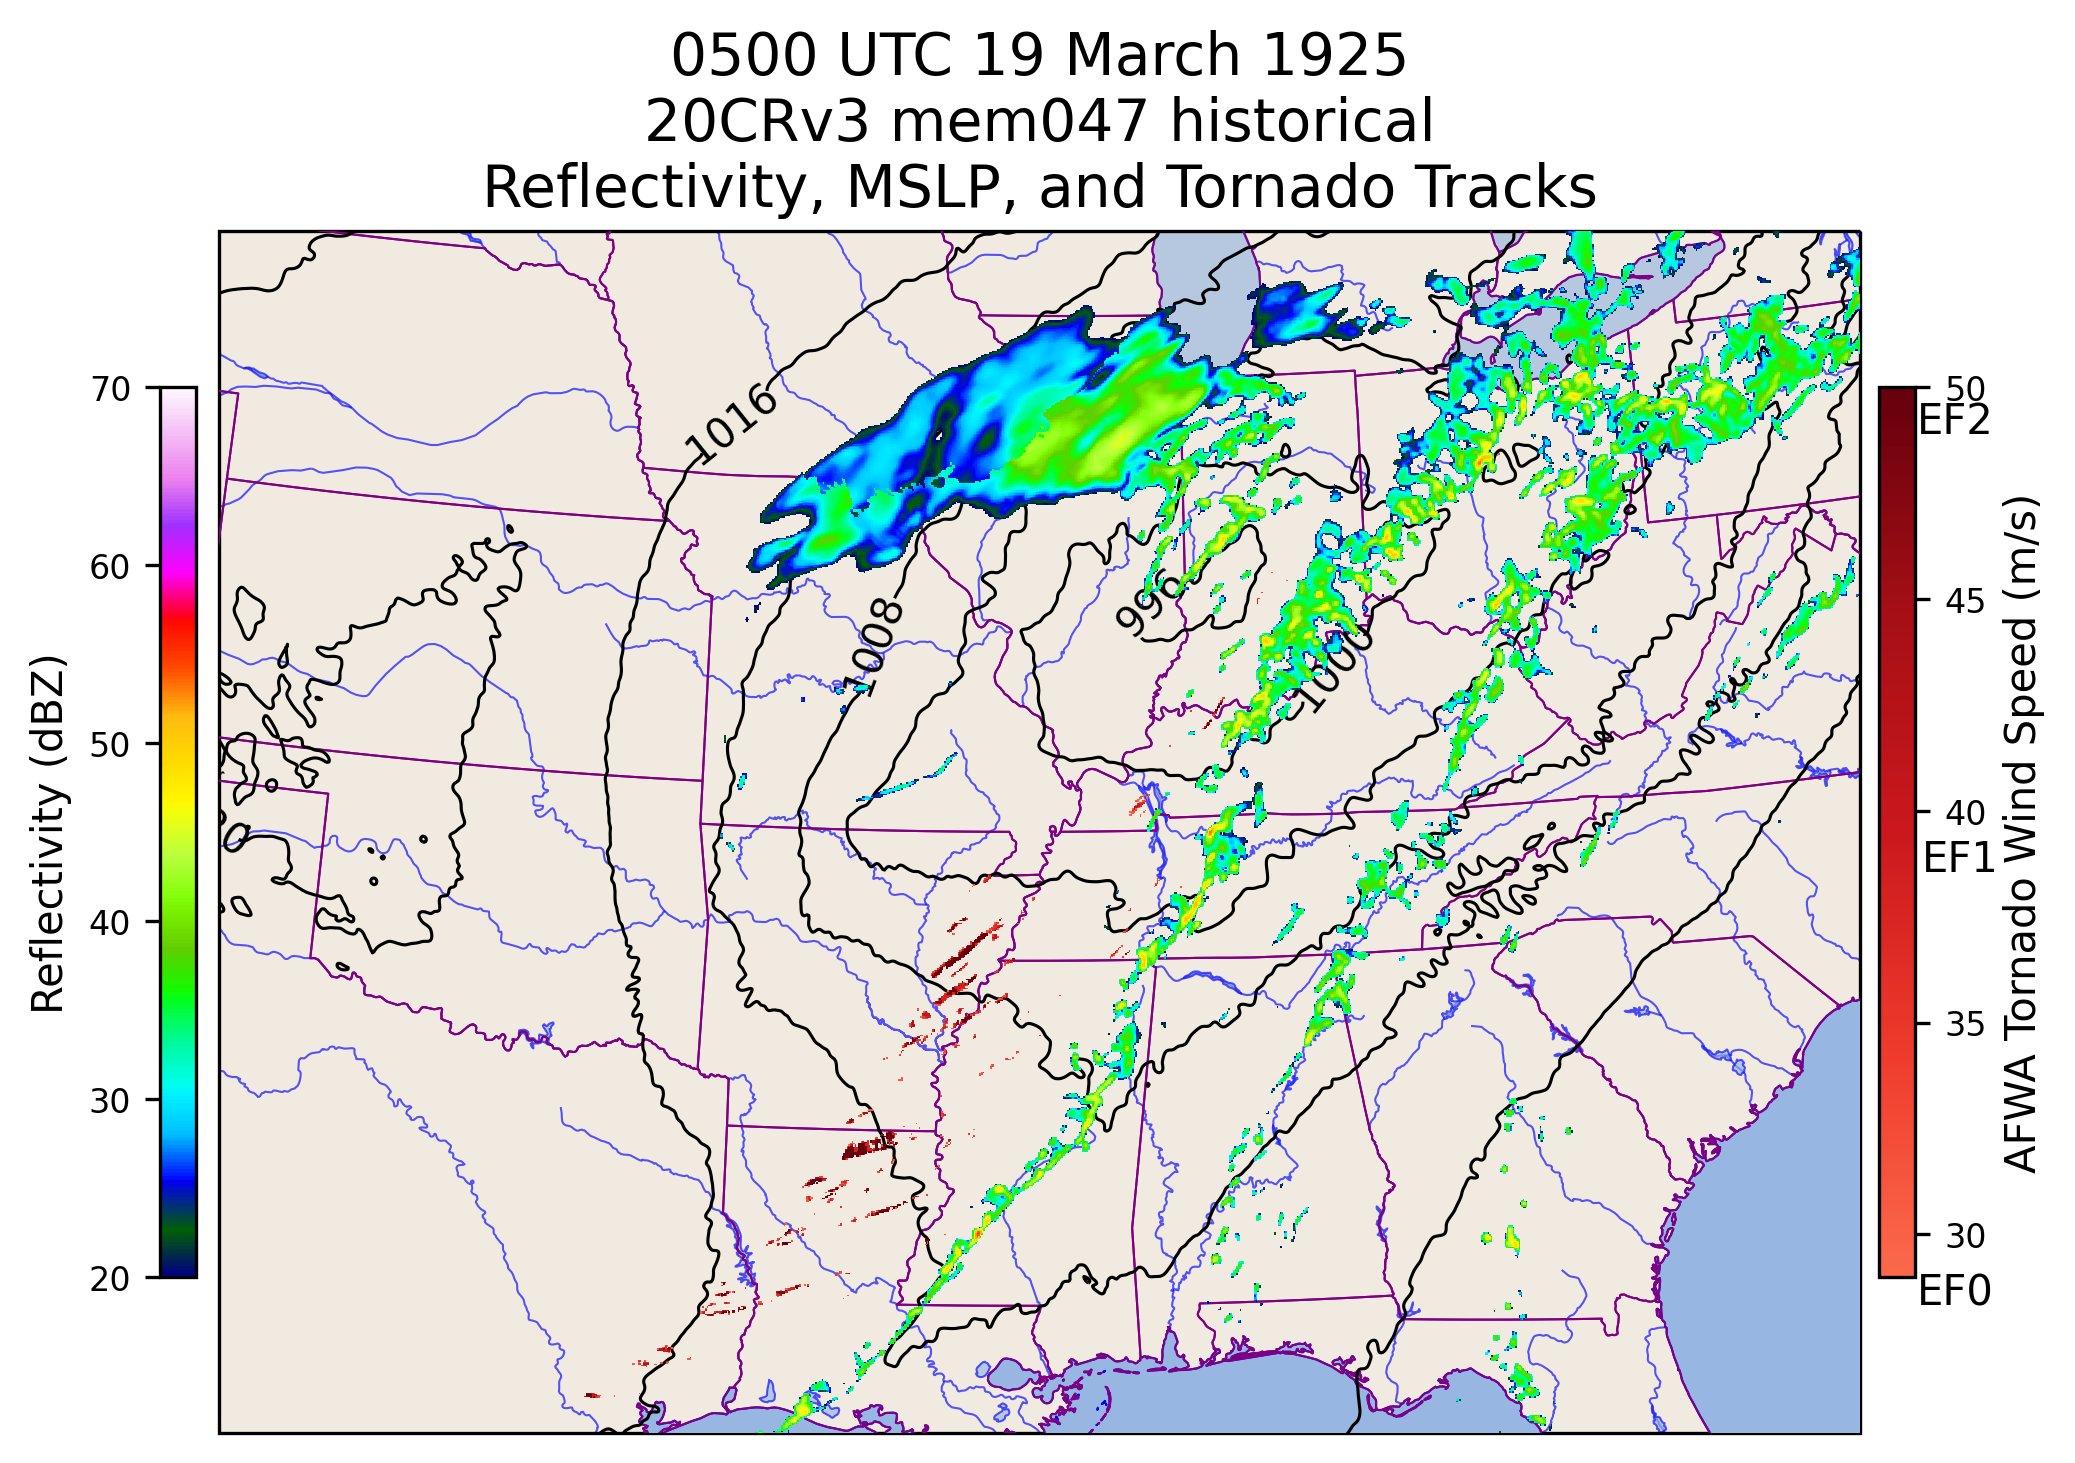 0500 UTC 19 March 1925
20CRv3 mem047 historical
Reflectivity, MSLP, and Tornado Tracks
1016
1008
996
1000
70
60
50
40
30
20
Reflectivity (dBZ)
50
EF2
45
40
EF1
35
30
EF0
AFWA Tornado Wind Speed (m/s)